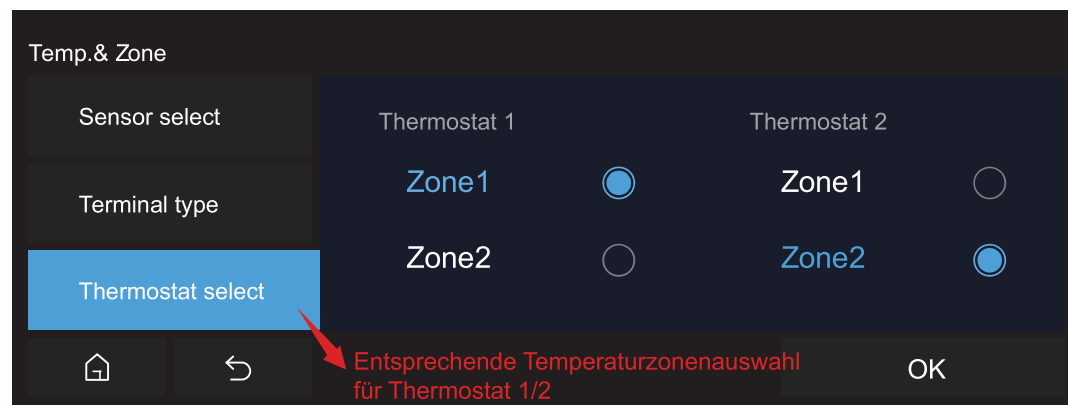 Temp.& Zone
Sensor select
Terminal type
Thermostat select
Thermostat 1
Thermostat 2
Zone1
Zone1
Zone2
Zone2
Entsprechende Temperaturzonenauswahl
für Thermostat 1/2
OK